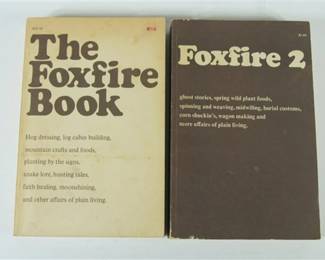 The
Foxfire
Book
Hog dressing, log cabin building,
mountain crafts and foods,
planting by the signs,
snake lore, hunting tales,
faith healing, moonshining,
and other affairs of plain living.
Foxfire 2
ghost stories, spring wild plant foods,
spinning and weaving, midwifing, burial customs,
corn shuckin's, wagon making and
more affairs of plain living.